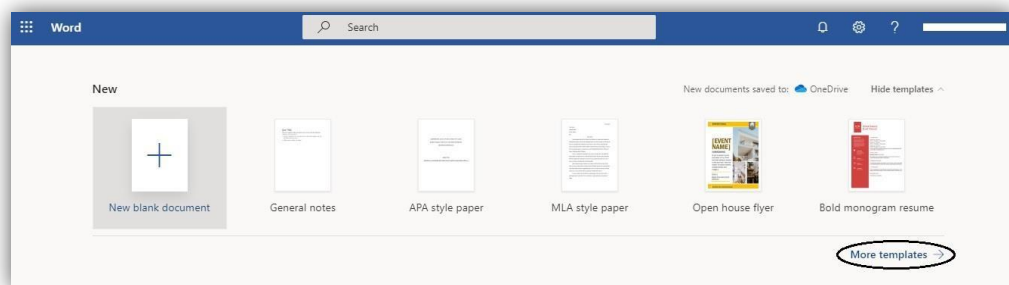 Word
Search
?
New
New documents saved to: OneDrive
Hide templates
[EVENT
NAME]
New blank document
General notes
APA style paper
MLA style paper
Open house flyer
Bold monogram resume
More templates →